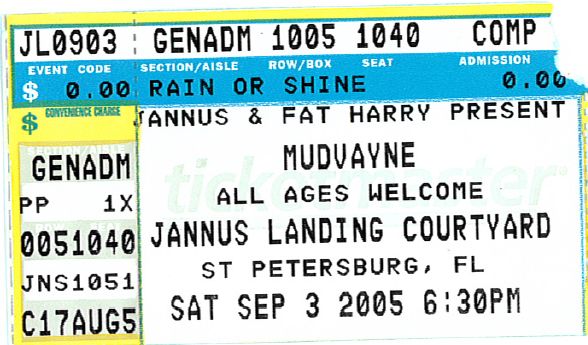 JL0903 GENADM 1005 1040 COMP
EVENT CODE SECTION/AISLE ROW/BOX SEAT ADMISSION
$ 0.00 RAIN OR SHINE 0.00
$ CONVENIENCE CHARGE JANNUS & FAT HARRY PRESENT
SECTION/AISLE
GENADM MUDVAYNE
ticketmaster
PP 1X ALL AGES WELCOME
0051040 JANNUS LANDING COURTYARD
JNS1051 ST PETERSBURG, FL
C17AUG5 SAT SEP 3 2005 6:30PM